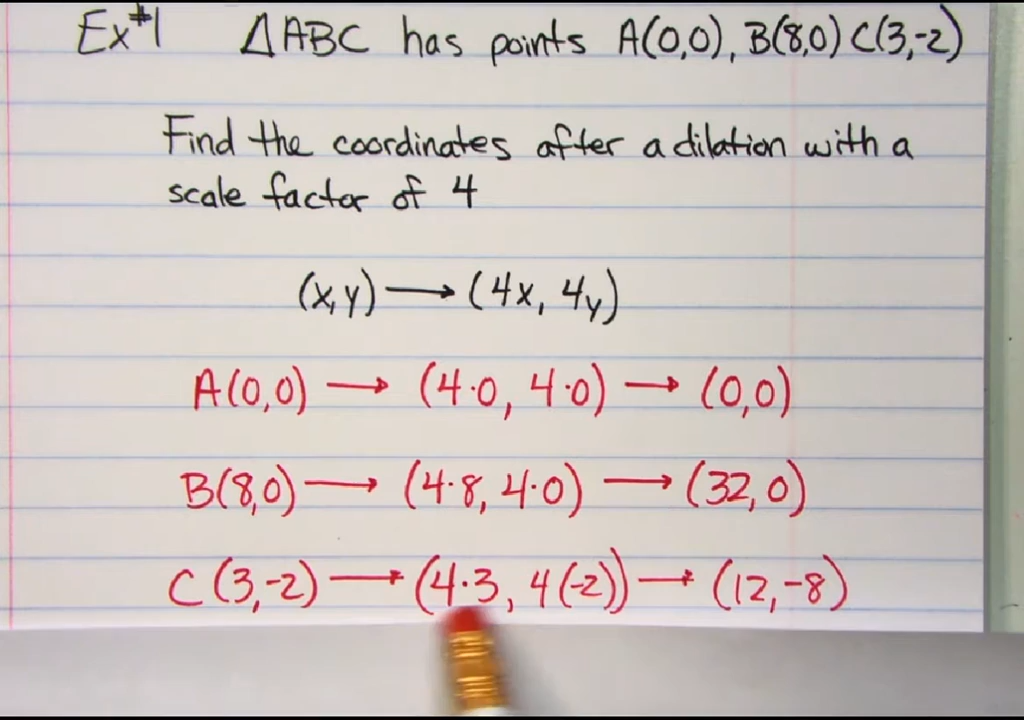 Ex#1 △ABC has points A(0,0), B(8,0) C(3,-2)
Find the coordinates after a dilation with a
scale factor of 4
(x,y) → (4x, 4y)
A(0,0) → (4·0, 4·0) → (0,0)
B(8,0) → (4·8, 4·0) → (32,0)
C(3,-2) → (4·3, 4(-2)) → (12,-8)